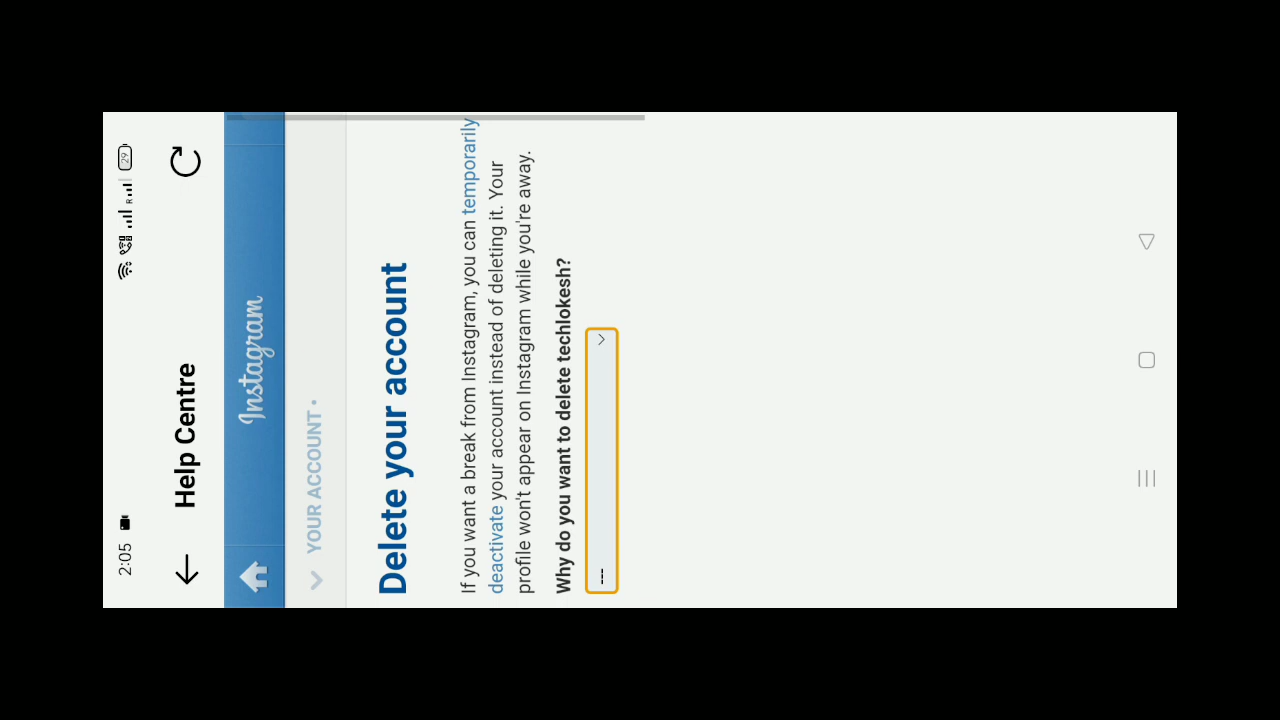 2:05
R
29
Help Centre
Instagram
YOUR ACCOUNT •
Delete your account
If you want a break from Instagram, you can temporarily
deactivate your account instead of deleting it. Your
profile won't appear on Instagram while you're away.
Why do you want to delete techlokesh?
---